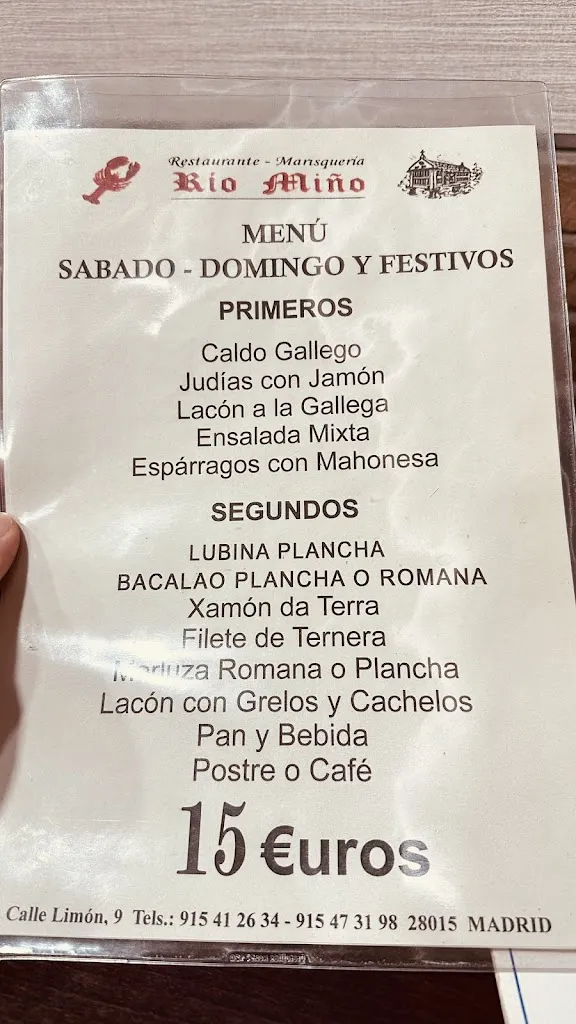 Restaurante - Marisquería
Río Miño
MENÚ
SABADO - DOMINGO Y FESTIVOS
PRIMEROS
Caldo Gallego
Judías con Jamón
Lacón a la Gallega
Ensalada Mixta
Espárragos con Mahonesa
SEGUNDOS
LUBINA PLANCHA
BACALAO PLANCHA O ROMANA
Xamón da Terra
Filete de Ternera
Merluza Romana o Plancha
Lacón con Grelos y Cachelos
Pan y Bebida
Postre o Café
15 €uros
Calle Limón, 9 Tels.: 915 41 26 34 - 915 47 31 98 28015 MADRID